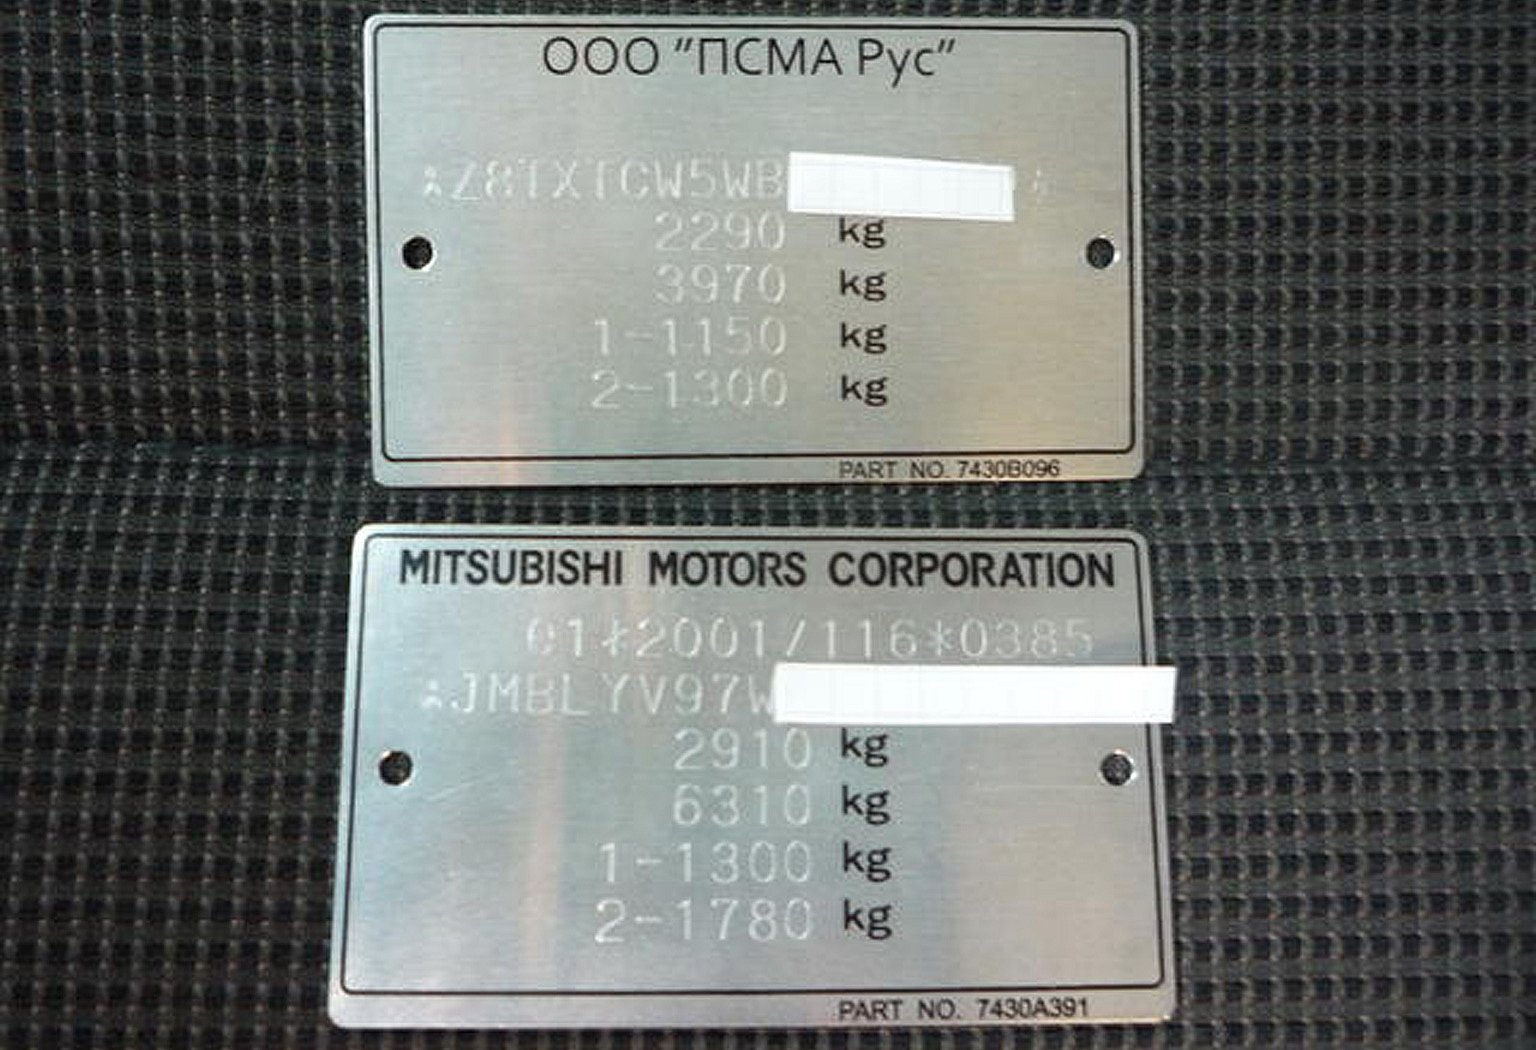 ООО "ПСМА Рус"
*Z8TXTCW5WB *
2290 kg
3970 kg
1-1150 kg
2-1300 kg
PART NO. 7430B096
MITSUBISHI MOTORS CORPORATION
01*2001/116*0385
*JMBLYV97W
2910 kg
6310 kg
1-1300 kg
2-1780 kg
PART NO. 7430A391